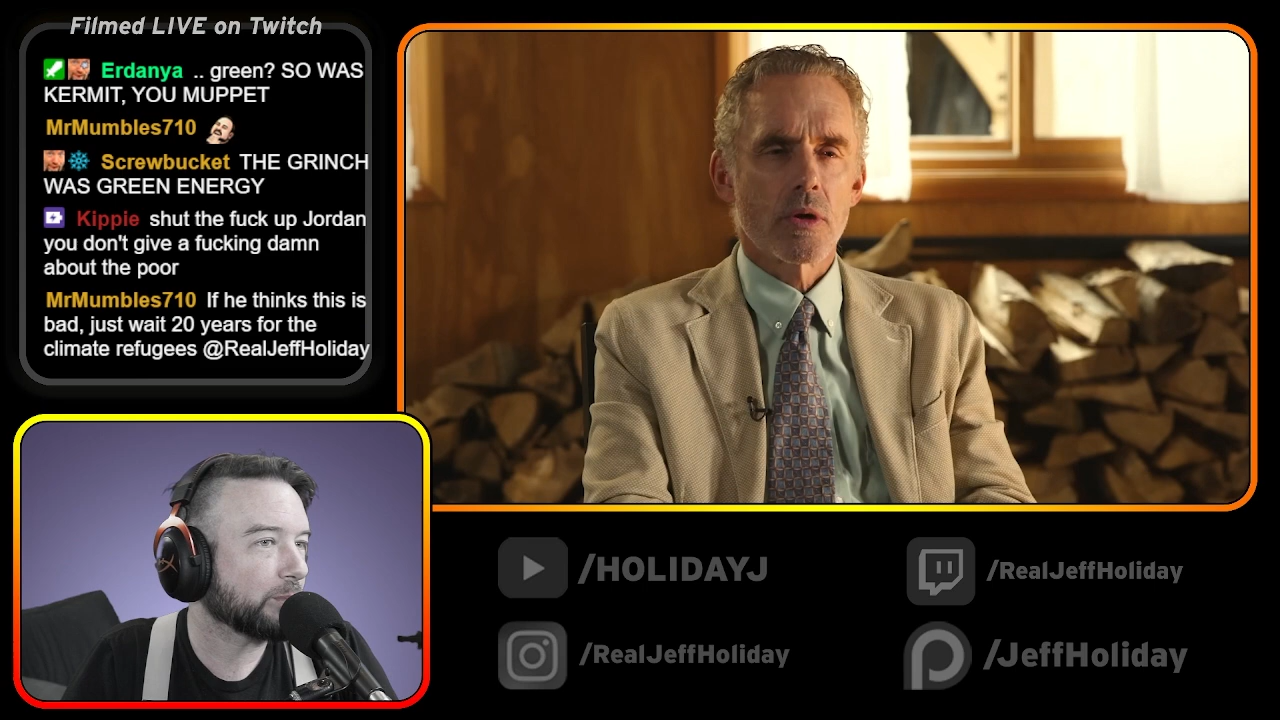 Filmed LIVE on Twitch
Erdanya .. green? SO WAS
KERMIT, YOU MUPPET
MrMumbles710
Screwbucket THE GRINCH
WAS GREEN ENERGY
Kippie shut the fuck up Jordan
you don't give a fucking damn
about the poor
MrMumbles710 If he thinks this is
bad, just wait 20 years for the
climate refugees @RealJeffHoliday
/HOLIDAYJ
/RealJeffHoliday
/RealJeffHoliday
/JeffHoliday